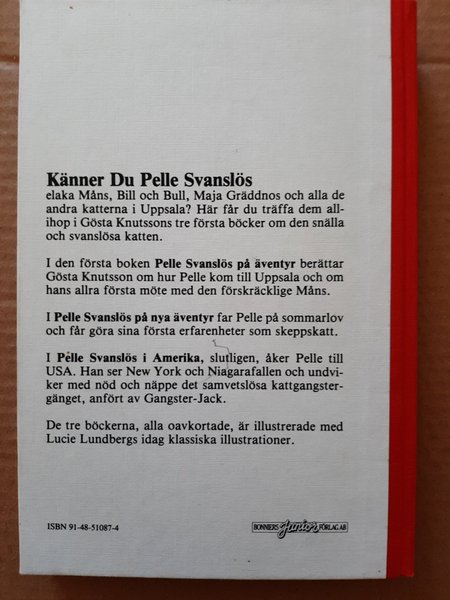 Känner Du Pelle Svanslös
elaka Måns, Bill och Bull, Maja Gräddnos och alla de
andra katterna i Uppsala? Här får du träffa dem all-
ihop i Gösta Knutssons tre första böcker om den snälla
och svanslösa katten.
I den första boken Pelle Svanslös på äventyr berättar
Gösta Knutsson om hur Pelle kom till Uppsala och om
hans allra första möte med den förskräcklige Måns.
I Pelle Svanslös på nya äventyr far Pelle på sommarlov
och får göra sina första erfarenheter som skeppskatt.
I Pelle Svanslös i Amerika, slutligen, åker Pelle till
USA. Han ser New York och Niagarafallen och undvi-
ker med nöd och näppe det samvetslösa kattgangster-
gänget, anfört av Gangster-Jack.
De tre böckerna, alla oavkortade, är illustrerade med
Lucie Lundbergs idag klassiska illustrationer.
ISBN 91-48-51087-4
BONNIERS Junior FÖRLAG AB